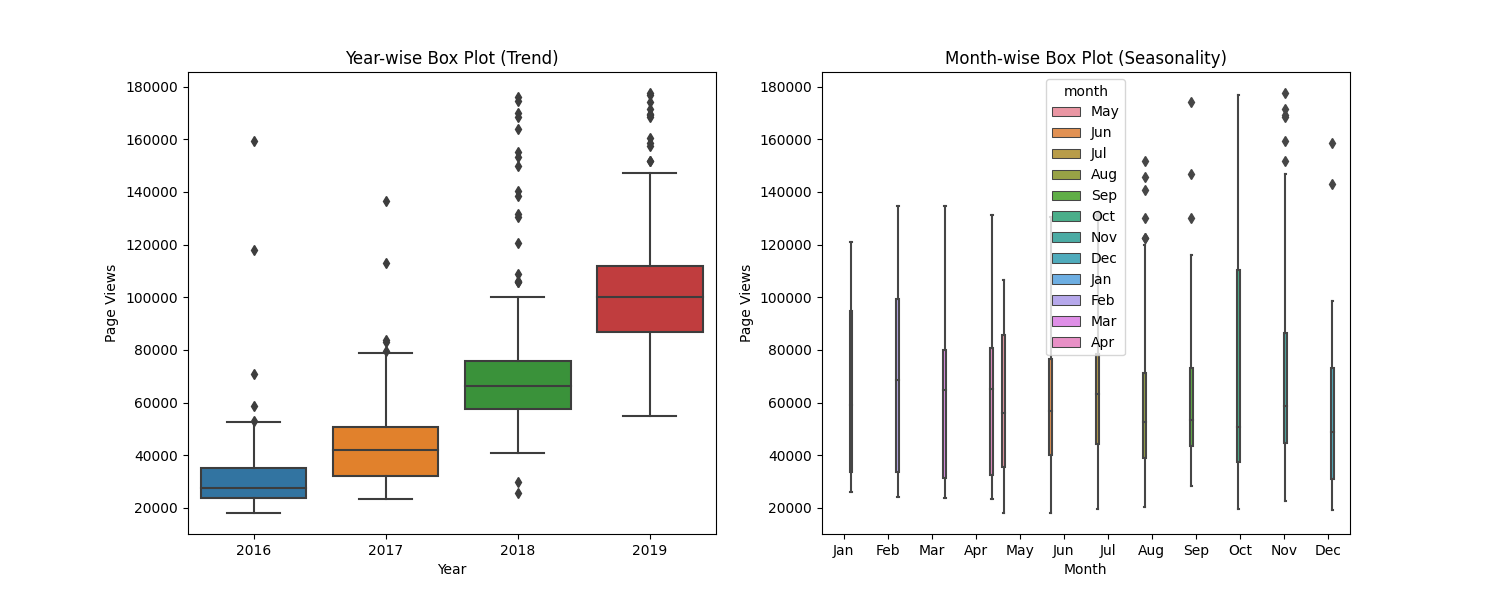 Year-wise Box Plot (Trend)
Page Views
180000
160000
140000
120000
100000
80000
60000
40000
20000
2016 2017 2018 2019
Year
Month-wise Box Plot (Seasonality)
Page Views
180000
160000
140000
120000
100000
80000
60000
40000
20000
month
May
Jun
Jul
Aug
Sep
Oct
Nov
Dec
Jan
Feb
Mar
Apr
Jan Feb Mar Apr May Jun Jul Aug Sep Oct Nov Dec
Month